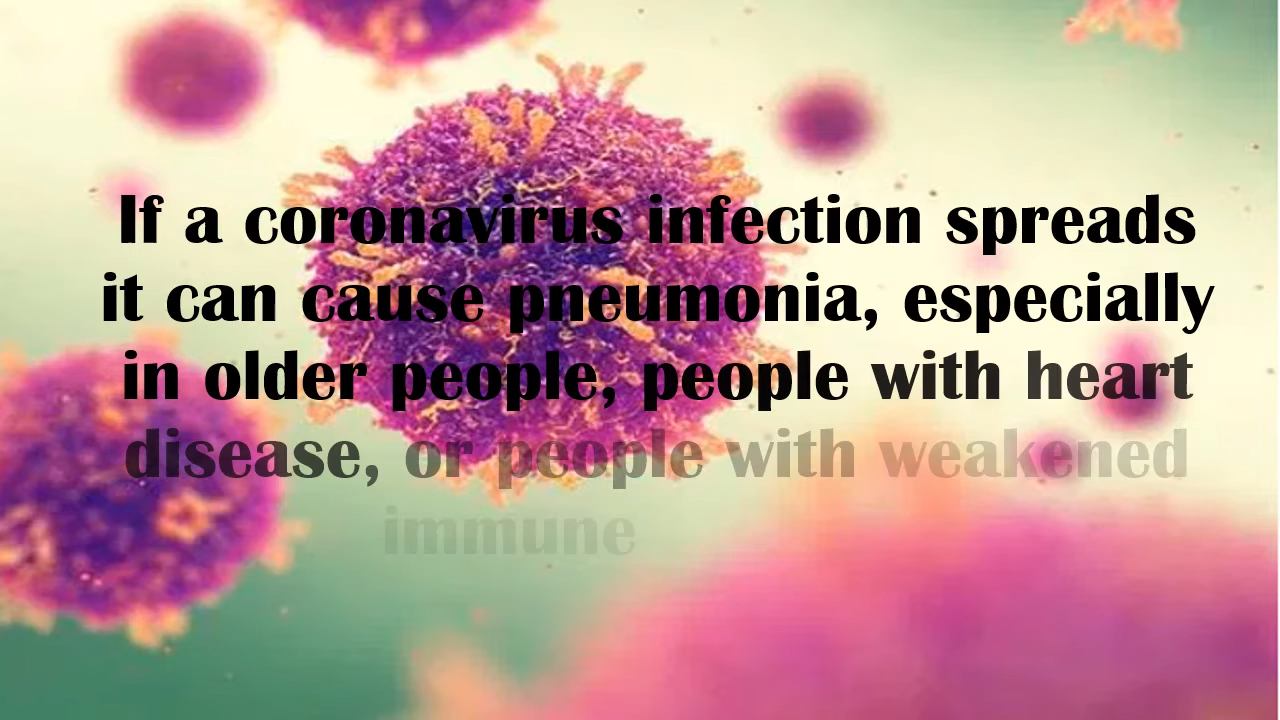 If a coronavirus infection spreads
it can cause pneumonia, especially
in older people, people with heart
disease, or people with weakened
immune